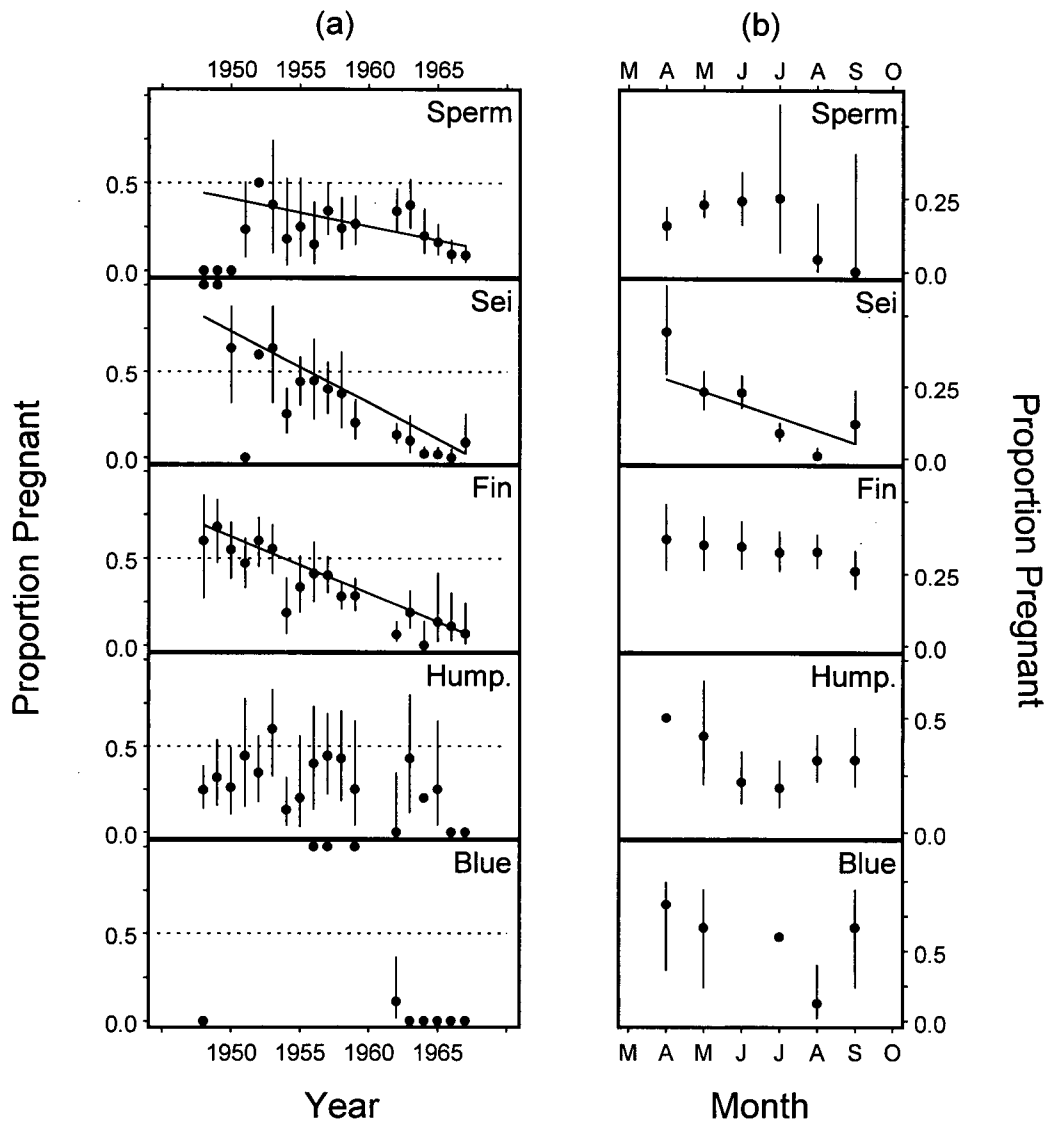 (a) (b)
1950 1955 1960 1965 M A M J J A S O
Sperm Sperm
0.5
0.25
0.0 0.0
Sei Sei
0.5
0.25
0.0 0.0
Fin Fin
0.5
0.25
0.0 0.0
Hump. Hump.
0.5 0.5
0.0 0.0
Blue Blue
0.5 0.5
0.0 0.0
1950 1955 1960 1965 M A M J J A S O
Year Month
Proportion Pregnant
Proportion Pregnant